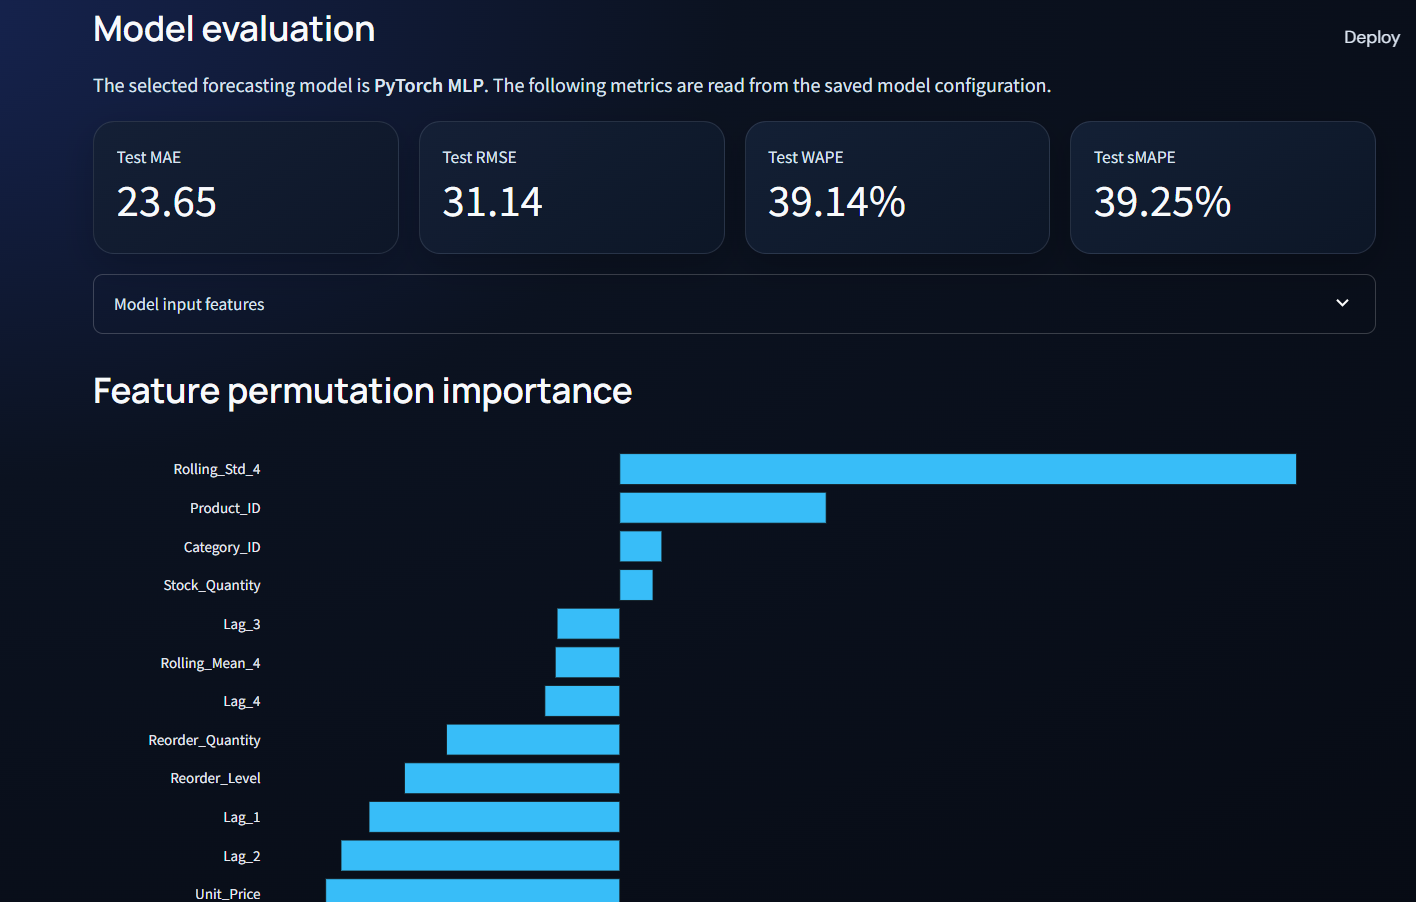 Model evaluation
Deploy
The selected forecasting model is PyTorch MLP. The following metrics are read from the saved model configuration.
Test MAE
23.65
Test RMSE
31.14
Test WAPE
39.14%
Test sMAPE
39.25%
Model input features
Feature permutation importance
Rolling_Std_4
Product_ID
Category_ID
Stock_Quantity
Lag_3
Rolling_Mean_4
Lag_4
Reorder_Quantity
Reorder_Level
Lag_1
Lag_2
Unit_Price